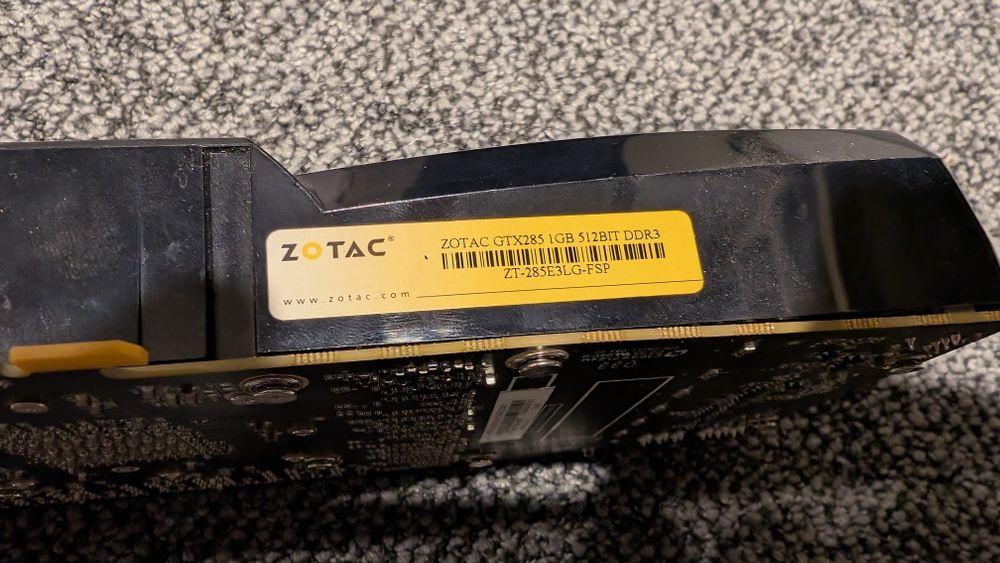 ZOTAC®
ZOTAC GTX285 1GB 512BIT DDR3
ZT-285E3LG-FSP
www.zotac.com